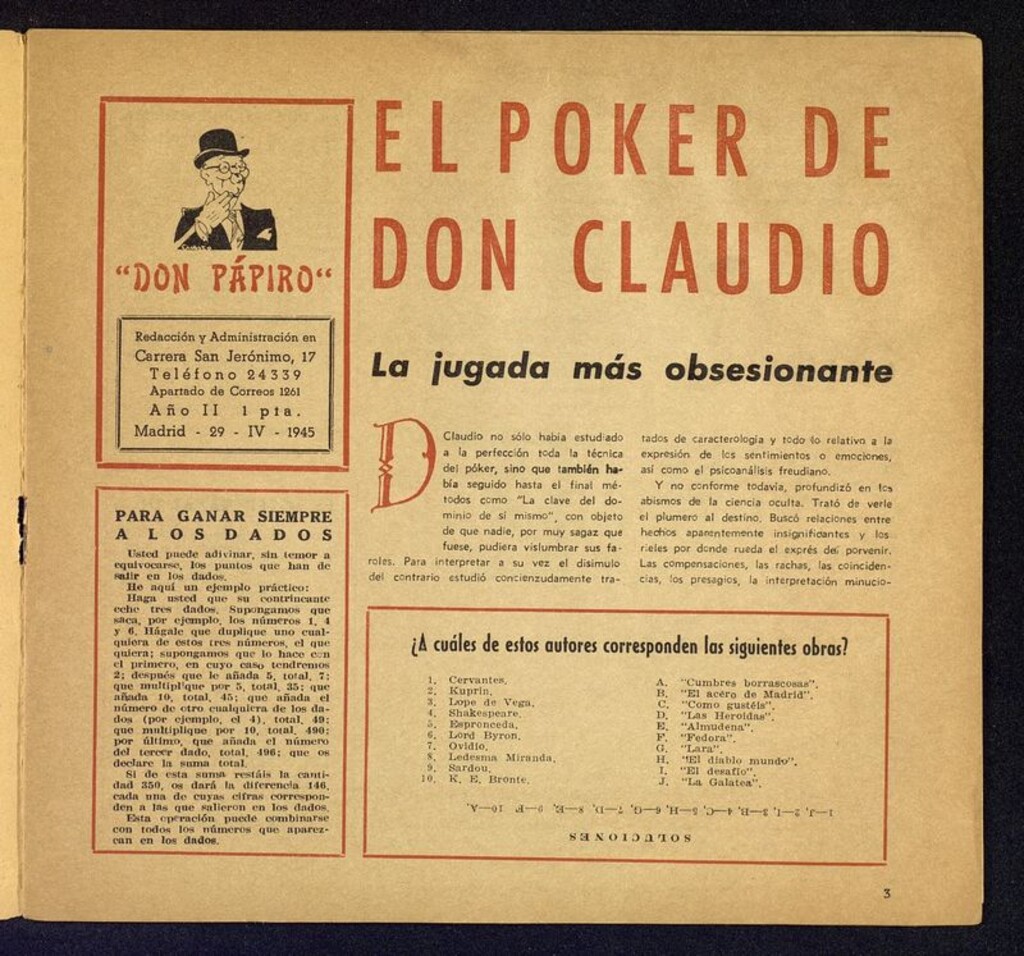 "DON PÁPIRO"
Redacción y Administración en
Carrera San Jerónimo, 17
Teléfono 24339
Apartado de Correos 1261
Año II 1 pta.
Madrid - 29 - IV - 1945
PARA GANAR SIEMPRE
A LOS DADOS
Usted puede adivinar, sin temor a
equivocarse, los puntos que han de
salir en los dados.
He aquí un ejemplo práctico:
Haga usted que su contrincante
eche tres dados. Supongamos que
saca, por ejemplo, los números 1, 4
y 6. Hágale que duplique uno cual-
quiera de estos tres números, el que
quiera; supongamos que lo hace con
el primero, en cuyo caso tendremos
2; después que le añada 5, total, 7;
que multiplique por 5, total, 35; que
añada 10, total, 45; que añada el
número de otro cualquiera de los da-
dos (por ejemplo, el 4), total, 49;
que multiplique por 10, total, 490;
por último, que añada el número
del tercer dado, total, 496; que os
declare la suma total.
Si de esta suma restáis la canti-
dad 350, os dará la diferencia 146,
cada una de cuyas cifras correspon-
den a las que salieron en los dados.
Esta operación puede combinarse
con todos los números que aparez-
can en los dados.
EL POKER DE
DON CLAUDIO
La jugada más obsesionante
D Claudio no sólo había estudiado
a la perfección toda la técnica
del póker, sino que también ha-
bía seguido hasta el final mé-
todos como "La clave del do-
minio de sí mismo", con objeto
de que nadie, por muy sagaz que
fuese, pudiera vislumbrar sus fa-
roles. Para interpretar a su vez el disimulo
del contrario estudió concienzudamente tra-
tados de caracterología y todo lo relativo a la
expresión de los sentimientos o emociones,
así como el psicoanálisis freudiano.
Y no conforme todavía, profundizó en los
abismos de la ciencia oculta. Trató de verle
el plumero al destino. Buscó relaciones entre
hechos aparentemente insignificantes y los
rieles por donde rueda el exprés del porvenir.
Las compensaciones, las rachas, las coinciden-
cias, los presagios, la interpretación minucio-
¿A cuáles de estos autores corresponden las siguientes obras?
1. Cervantes.
2. Kuprin.
3. Lope de Vega.
4. Shakespeare.
5. Espronceda.
6. Lord Byron.
7. Ovidio.
8. Ledesma Miranda.
9. Sardou.
10. K. E. Bronte.
A. "Cumbres borrascosas".
B. "El acero de Madrid".
C. "Como gustéis".
D. "Las Heroidas".
E. "Almudena".
F. "Fedora".
G. "Lara".
H. "El diablo mundo".
I. "El desafío".
J. "La Galatea".
SOLUCIONES
1—J, 2—I, 3—B, 4—C, 5—H, 6—G, 7—D, 8—E, 9—F 10—A.
3